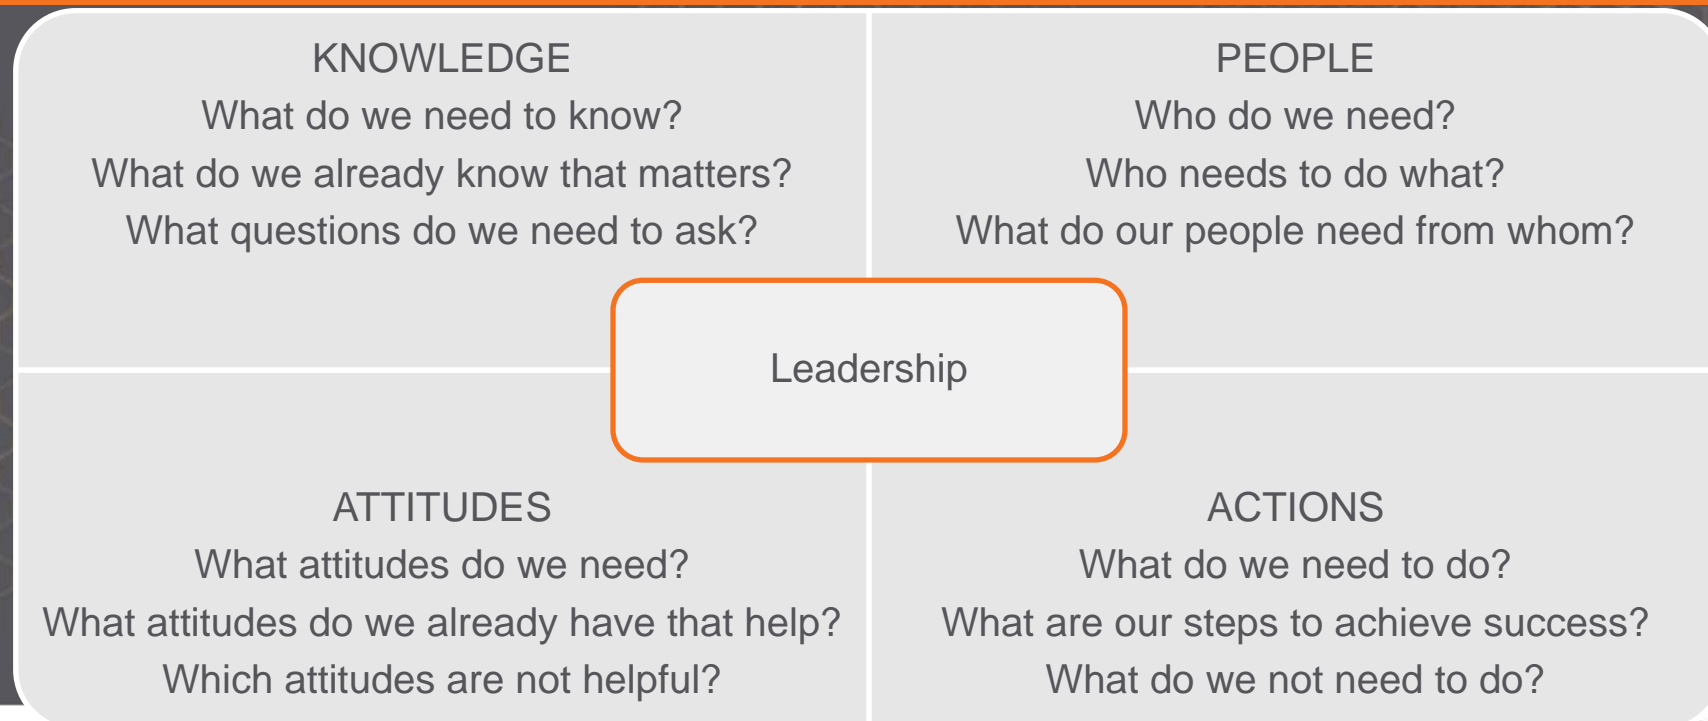 KNOWLEDGE
What do we need to know?
What do we already know that matters?
What questions do we need to ask?
PEOPLE
Who do we need?
Who needs to do what?
What do our people need from whom?
Leadership
ATTITUDES
What attitudes do we need?
What attitudes do we already have that help?
Which attitudes are not helpful?
ACTIONS
What do we need to do?
What are our steps to achieve success?
What do we not need to do?